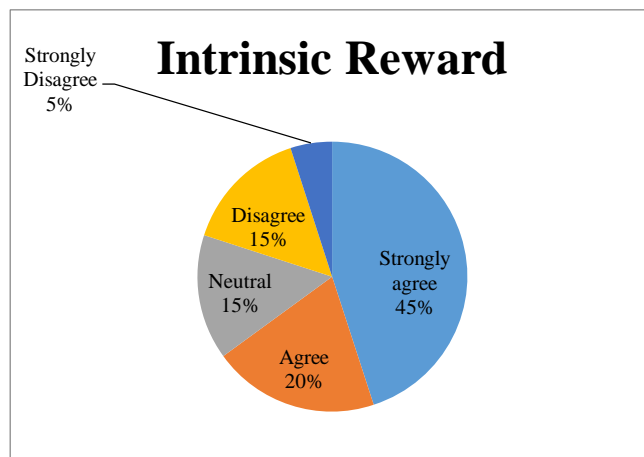 Intrinsic Reward
Strongly
Disagree
5%
Disagree
15%
Neutral
15%
Strongly
agree
45%
Agree
20%